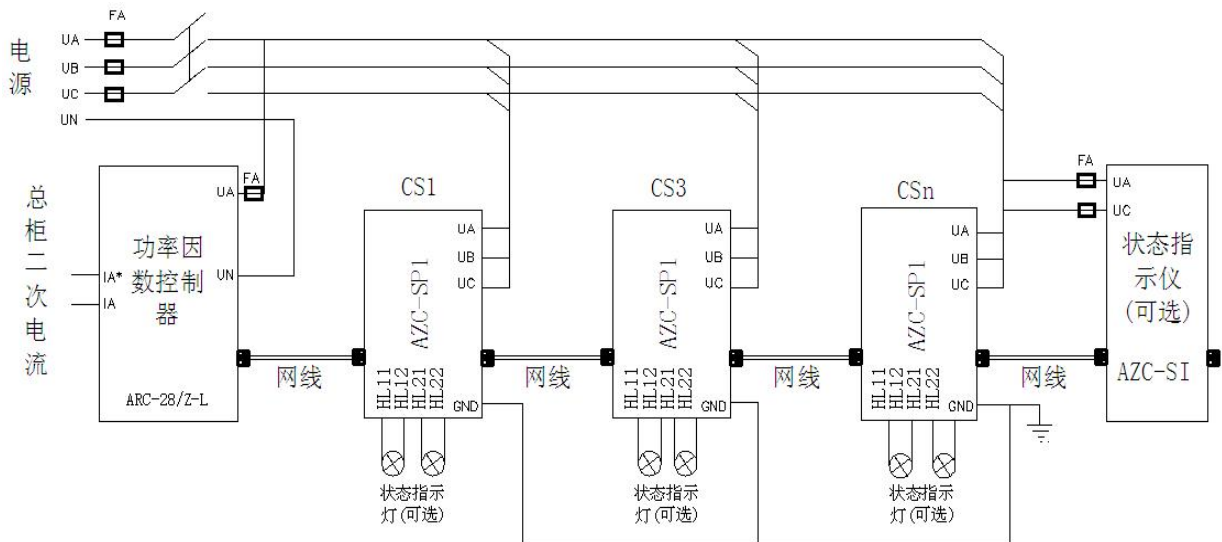 FA
电
源
UA
UB
UC
UN
总
柜
二
次
电
流
FA
UA
功率因
数控制
器
IA*
IA
UN
ARC-28/Z-L
网线
CS1
UA
UB
UC
AZC-SP1
HL11
HL12
HL21
HL22
GND
状态指示
灯(可选)
网线
CS3
UA
UB
UC
AZC-SP1
HL11
HL12
HL21
HL22
GND
状态指示
灯(可选)
网线
CSn
UA
UB
UC
AZC-SP1
HL11
HL12
HL21
HL22
GND
状态指示
灯(可选)
网线
FA
UA
UC
状态指
示仪
(可选)
AZC-SI